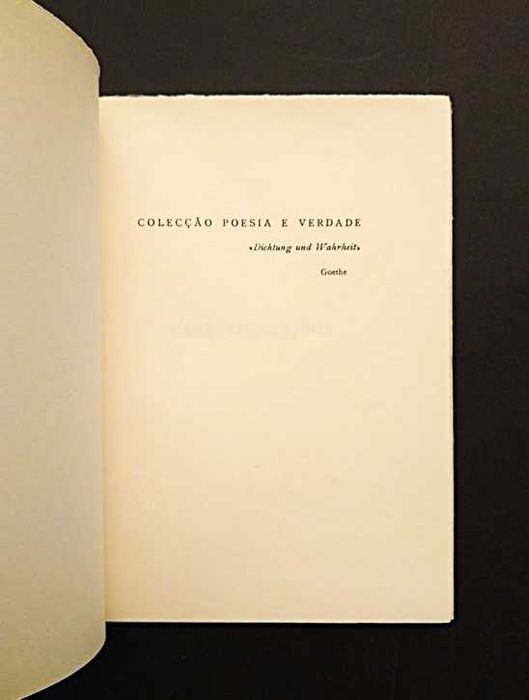 COLECÇÃO POESIA E VERDADE
«Dichtung und Wahrheit»
Goethe